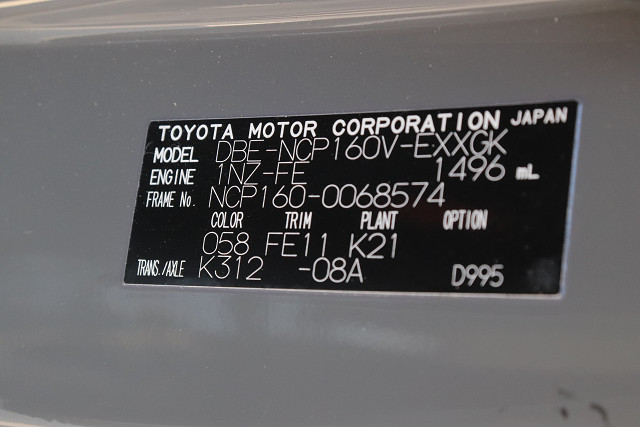 TOYOTA MOTOR CORPORATION JAPAN
MODEL DBE-NCP160V-EXXGK
ENGINE 1NZ-FE 1496 mL
FRAME No. NCP160-0068574
COLOR TRIM PLANT OPTION
058 FE11 K21
TRANS./AXLE K312 -08A D995